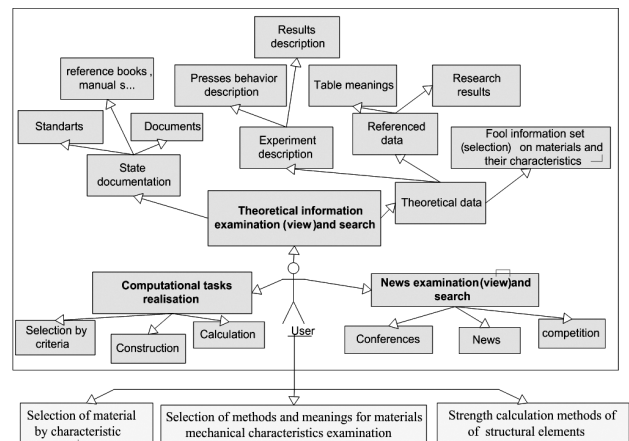 Results
description
reference books ,
manual s...
Presses behavior
description
Table meanings
Research
results
Standarts
Documents
Experiment
description
Referenced
data
Fool information set
(selection) on materials and
their characteristics
State
documentation
Theoretical data
Theoretical information
examination (view)and search
Computational tasks
realisation
News examination(view)and
search
User
Selection by
criteria
Construction
Calculation
Conferences
News
competition
Selection of material
by characteristic
Selection of methods and meanings for materials
mechanical characteristics examination
Strength calculation methods of
of structural elements